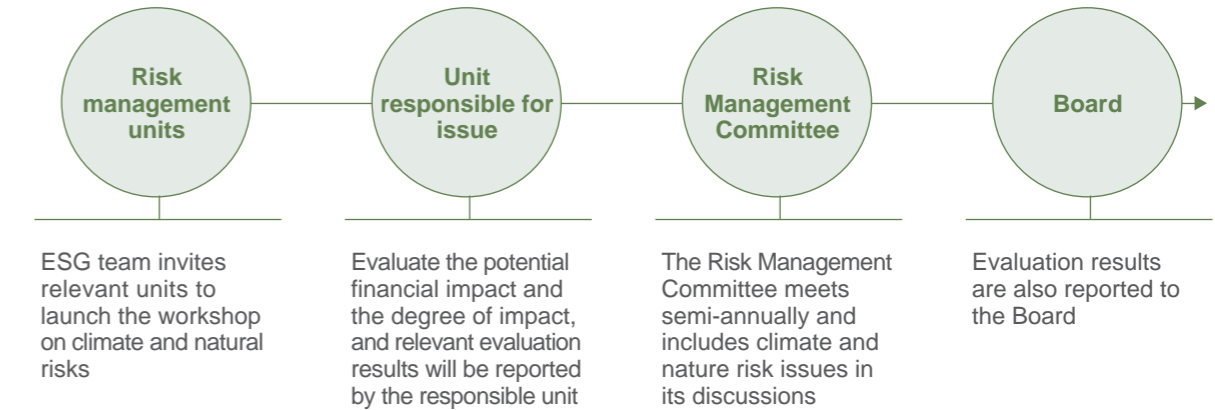 Risk
management
units
Unit
responsible for
issue
Risk
Management
Committee
Board
ESG team invites
relevant units to
launch the workshop
on climate and natural
risks
Evaluate the potential
financial impact and
the degree of impact,
and relevant evaluation
results will be reported
by the responsible unit
The Risk Management
Committee meets
semi-annually and
includes climate and
nature risk issues in
its discussions
Evaluation results
are also reported to
the Board